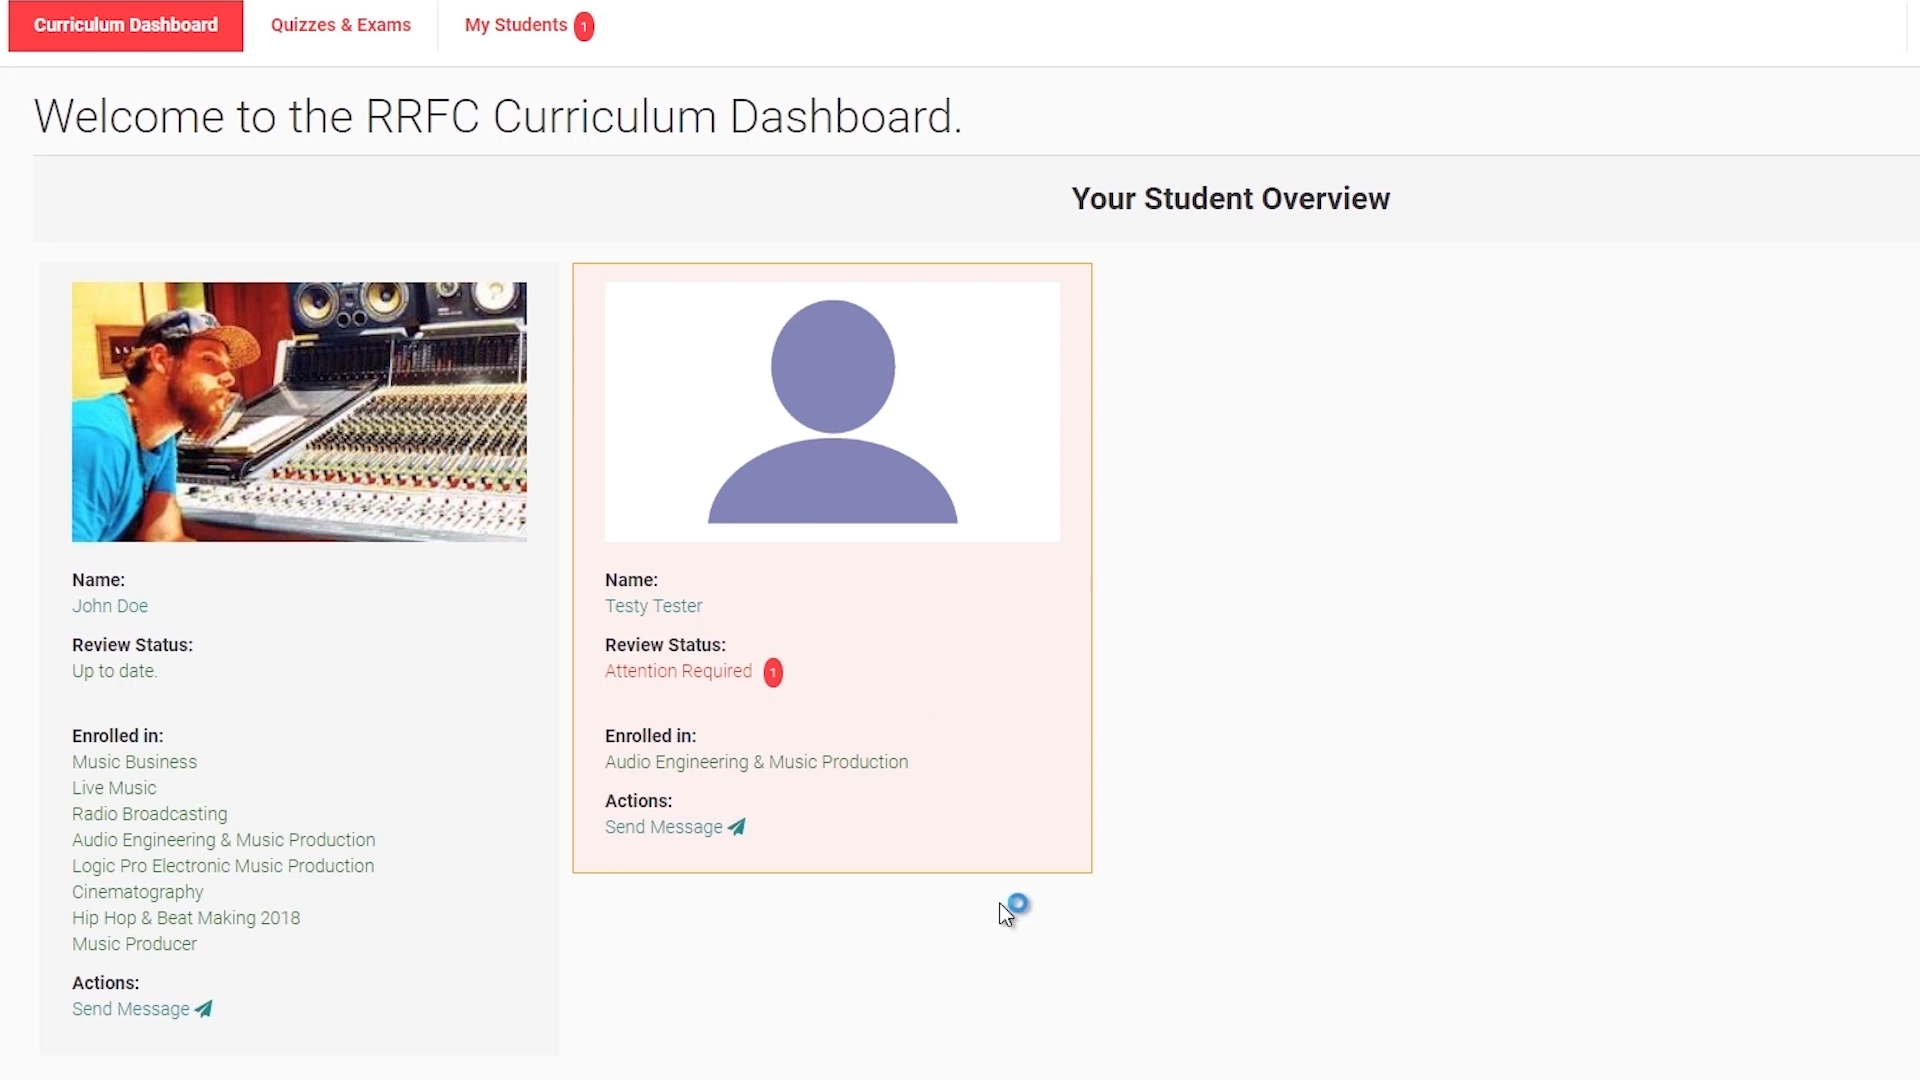 Curriculum Dashboard
Quizzes & Exams
My Students 1
Welcome to the RRFC Curriculum Dashboard.
Your Student Overview
Name:
John Doe
Review Status:
Up to date.
Enrolled in:
Music Business
Live Music
Radio Broadcasting
Audio Engineering & Music Production
Logic Pro Electronic Music Production
Cinematography
Hip Hop & Beat Making 2018
Music Producer
Actions:
Send Message
Name:
Testy Tester
Review Status:
Attention Required 1
Enrolled in:
Audio Engineering & Music Production
Actions:
Send Message